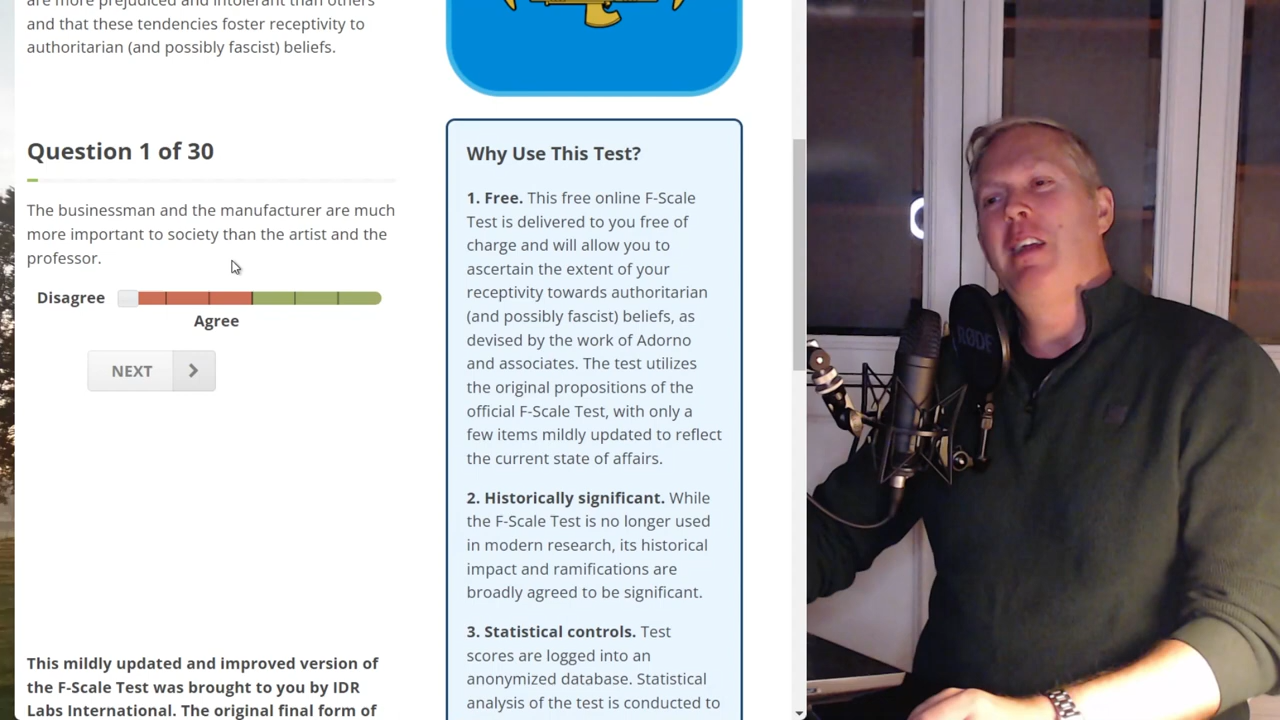 are more prejudiced and intolerant than others
and that these tendencies foster receptivity to
authoritarian (and possibly fascist) beliefs.
Question 1 of 30
The businessman and the manufacturer are much
more important to society than the artist and the
professor.
Disagree
Agree
NEXT
This mildly updated and improved version of
the F-Scale Test was brought to you by IDR
Labs International. The original final form of
Why Use This Test?
1. Free. This free online F-Scale
Test is delivered to you free of
charge and will allow you to
ascertain the extent of your
receptivity towards authoritarian
(and possibly fascist) beliefs, as
devised by the work of Adorno
and associates. The test utilizes
the original propositions of the
official F-Scale Test, with only a
few items mildly updated to reflect
the current state of affairs.
2. Historically significant. While
the F-Scale Test is no longer used
in modern research, its historical
impact and ramifications are
broadly agreed to be significant.
3. Statistical controls. Test
scores are logged into an
anonymized database. Statistical
analysis of the test is conducted to
RØDE